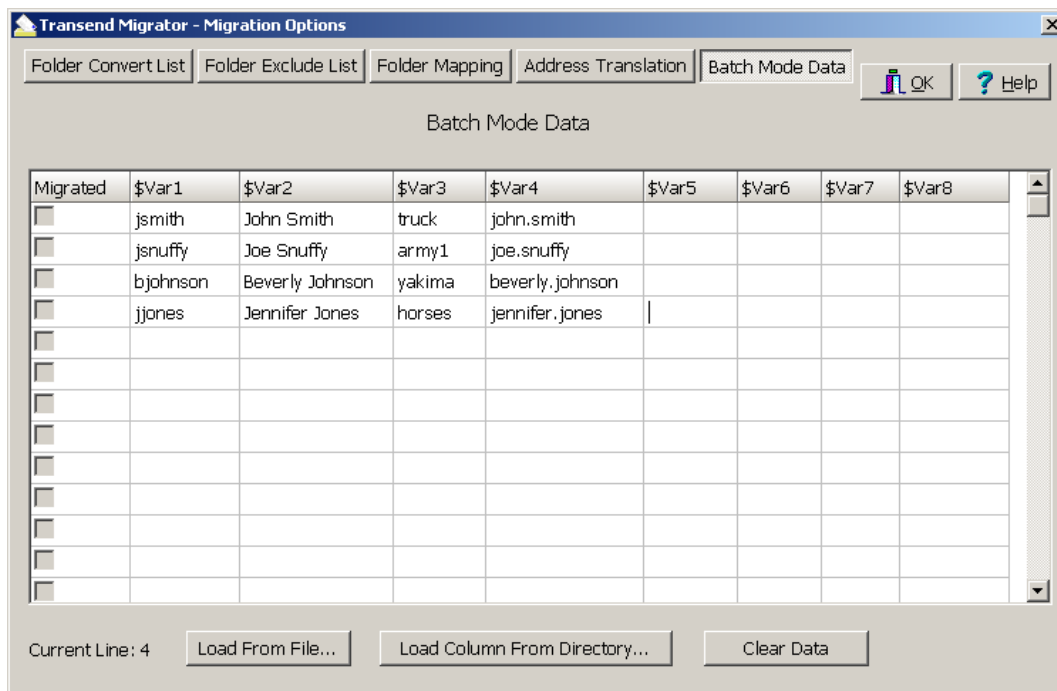 Transend Migrator - Migration Options
Folder Convert List Folder Exclude List Folder Mapping Address Translation Batch Mode Data OK ? Help
Batch Mode Data
Migrated $Var1 $Var2 $Var3 $Var4 $Var5 $Var6 $Var7 $Var8
jsmith John Smith truck john.smith
jsnuffy Joe Snuffy army1 joe.snuffy
bjohnson Beverly Johnson yakima beverly.johnson
jjones Jennifer Jones horses jennifer.jones
Current Line: 4 Load From File... Load Column From Directory... Clear Data